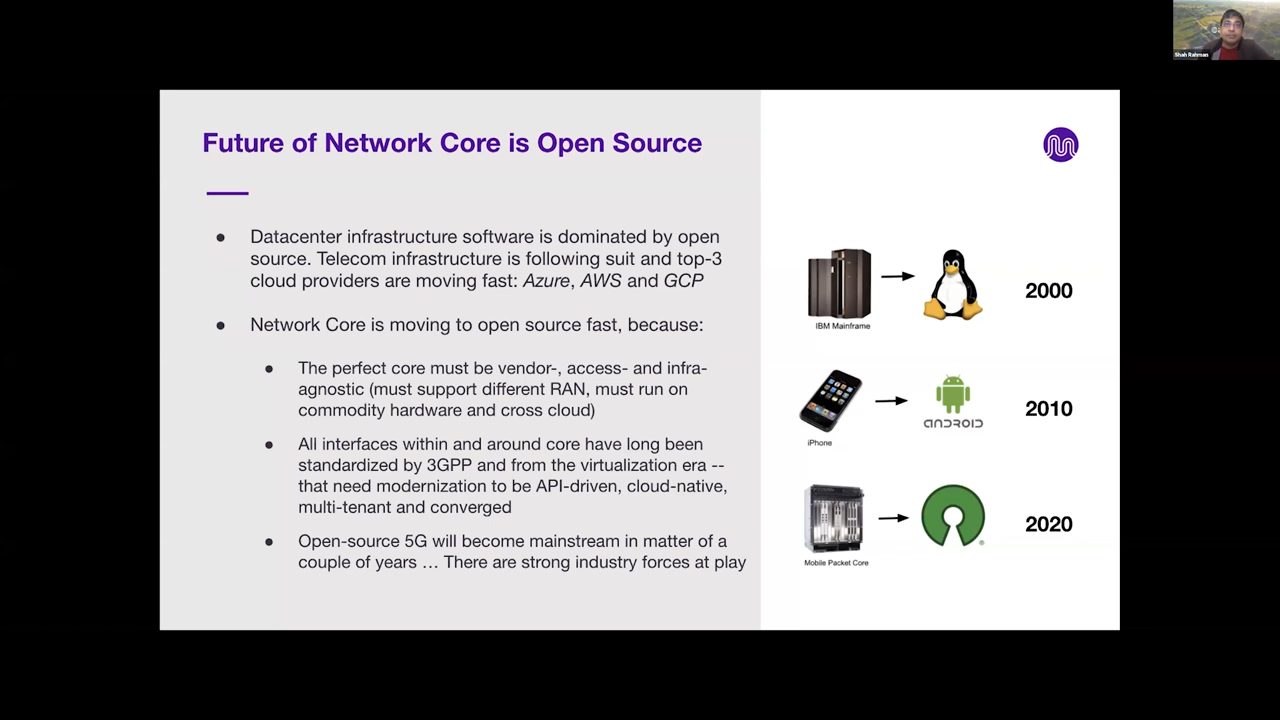 Shah Rahman
Future of Network Core is Open Source
● Datacenter infrastructure software is dominated by open
source. Telecom infrastructure is following suit and top-3
cloud providers are moving fast: Azure, AWS and GCP
● Network Core is moving to open source fast, because:
● The perfect core must be vendor-, access- and infra-
agnostic (must support different RAN, must run on
commodity hardware and cross cloud)
● All interfaces within and around core have long been
standardized by 3GPP and from the virtualization era --
that need modernization to be API-driven, cloud-native,
multi-tenant and converged
● Open-source 5G will become mainstream in matter of a
couple of years … There are strong industry forces at play
IBM Mainframe
2000
iPhone
ANDROID
2010
Mobile Packet Core
2020